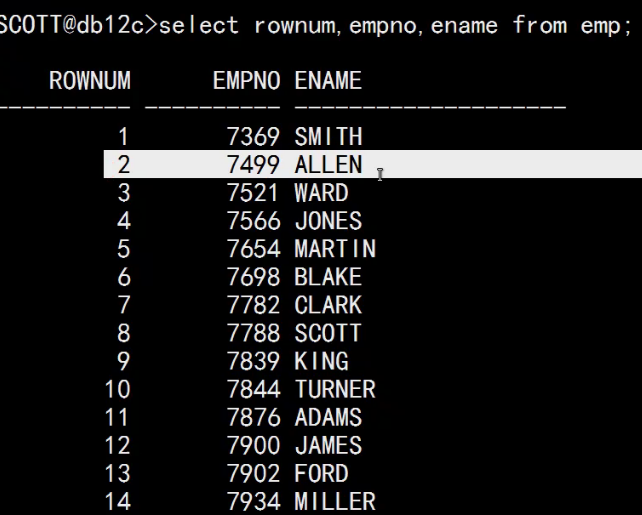 SCOTT@db12c>select rownum,empno,ename from emp;
ROWNUM EMPNO ENAME
---------- ---------- --------------------
1 7369 SMITH
2 7499 ALLEN
3 7521 WARD
4 7566 JONES
5 7654 MARTIN
6 7698 BLAKE
7 7782 CLARK
8 7788 SCOTT
9 7839 KING
10 7844 TURNER
11 7876 ADAMS
12 7900 JAMES
13 7902 FORD
14 7934 MILLER